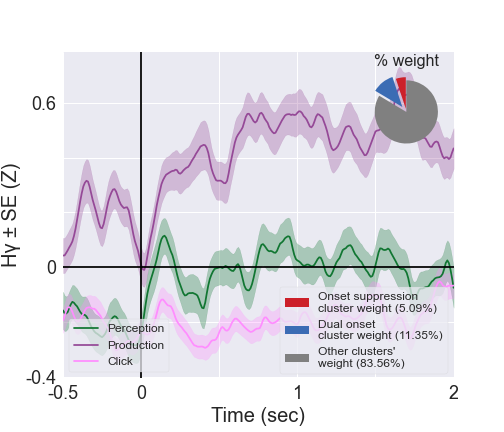 % weight
0.6
0
-0.4
Hγ ± SE (Z)
Perception
Production
Click
Onset suppression
cluster weight (5.09%)
Dual onset
cluster weight (11.35%)
Other clusters'
weight (83.56%)
-0.5
0
1
2
Time (sec)